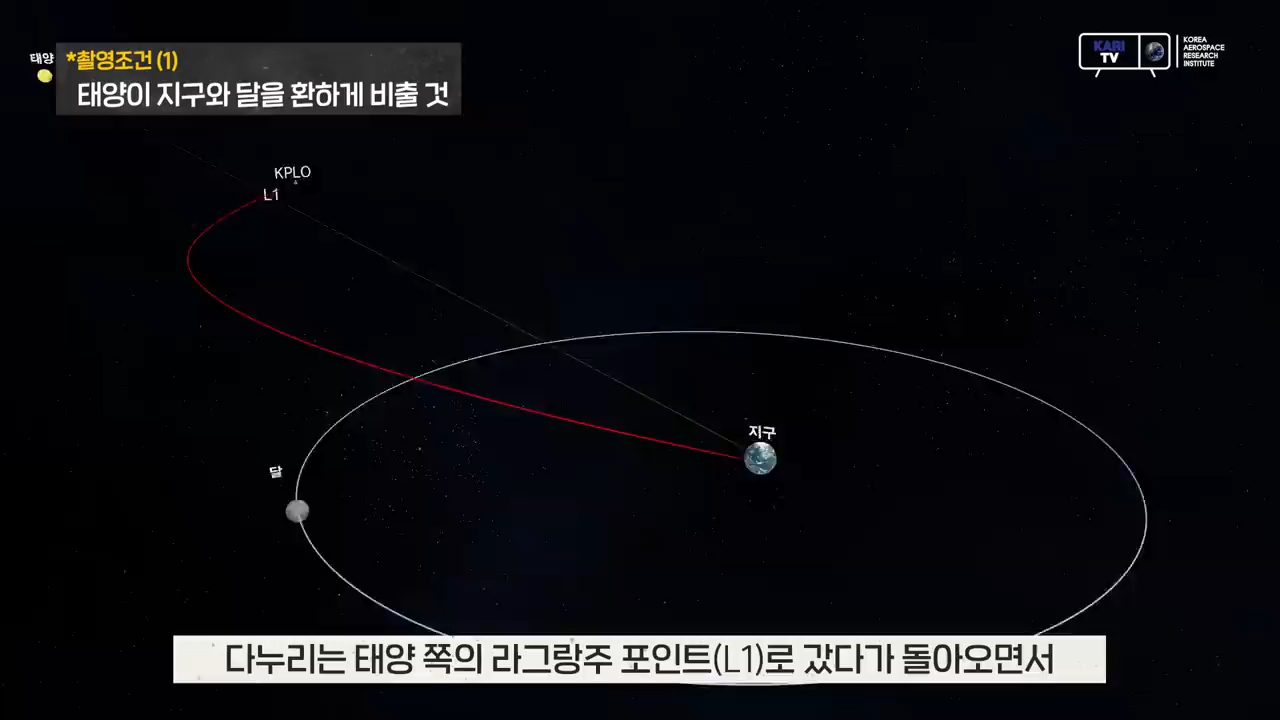 태양
*촬영조건 (1)
태양이 지구와 달을 환하게 비출 것
KARI
TV
KOREA
AEROSPACE
RESEARCH
INSTITUTE
KPLO
L1
지구
달
다누리는 태양 쪽의 라그랑주 포인트(L1)로 갔다가 돌아오면서